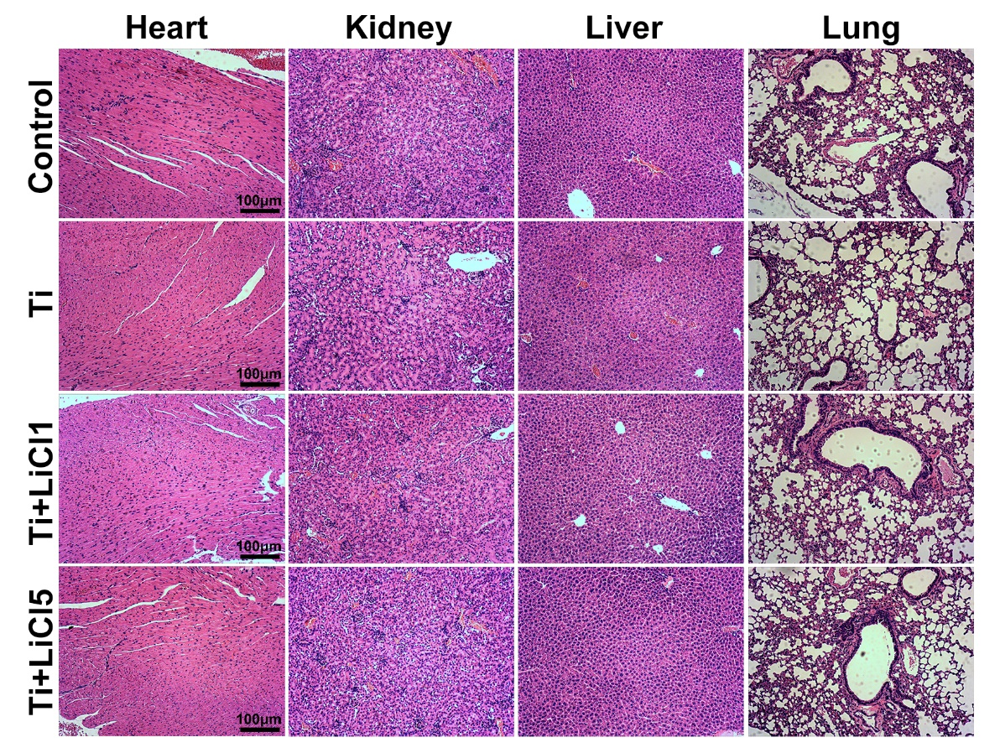 Heart Kidney Liver Lung
Control
100μm
Ti
100μm
Ti+LiCl1
100μm
Ti+LiCl5
100μm